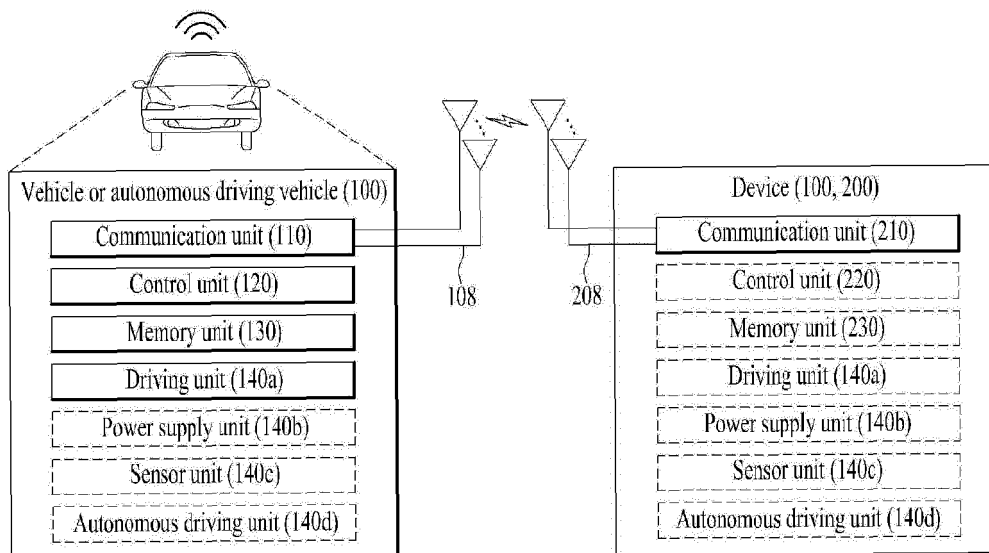 Vehicle or autonomous driving vehicle (100)
Communication unit (110)
Control unit (120)
Memory unit (130)
Driving unit (140a)
Power supply unit (140b)
Sensor unit (140c)
Autonomous driving unit (140d)
108
208
Device (100, 200)
Communication unit (210)
Control unit (220)
Memory unit (230)
Driving unit (140a)
Power supply unit (140b)
Sensor unit (140c)
Autonomous driving unit (140d)